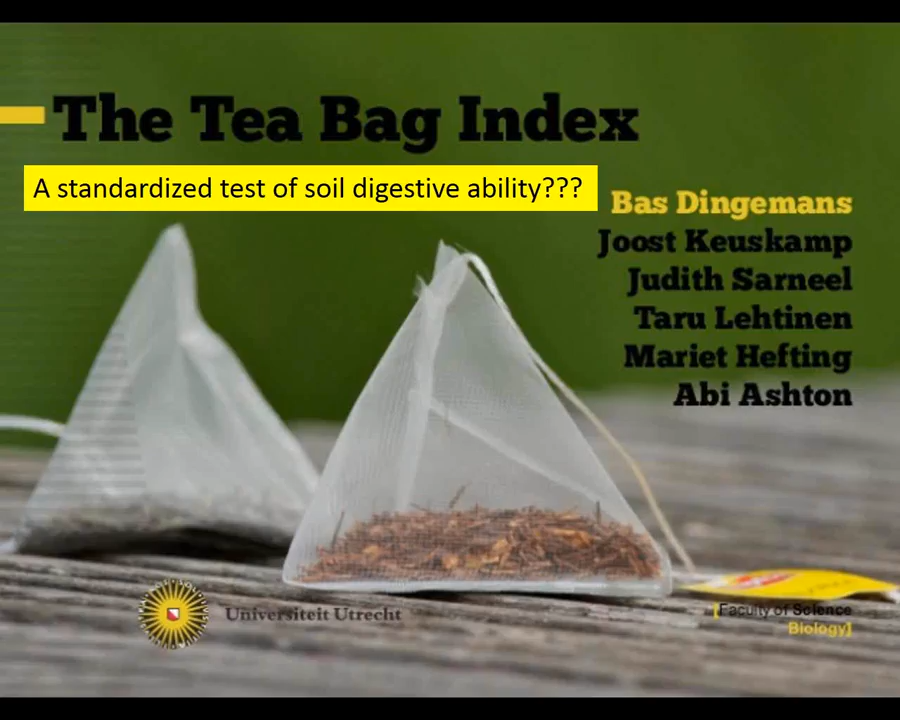 The Tea Bag Index
A standardized test of soil digestive ability???
Bas Dingemans
Joost Keuskamp
Judith Sarneel
Taru Lehtinen
Mariet Hefting
Abi Ashton
Universiteit Utrecht
[Faculty of Science
Biology]